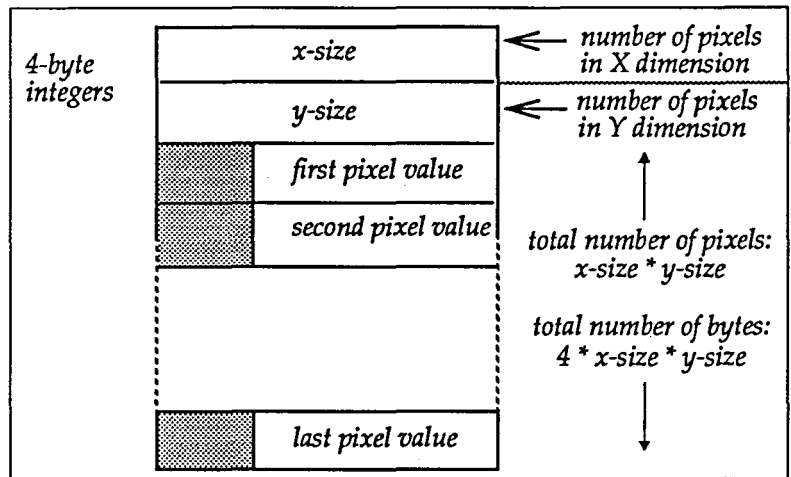 4-byte
integers
x-size
y-size
first pixel value
second pixel value
last pixel value
number of pixels
in X dimension
number of pixels
in Y dimension
total number of pixels:
x-size * y-size
total number of bytes:
4 * x-size * y-size